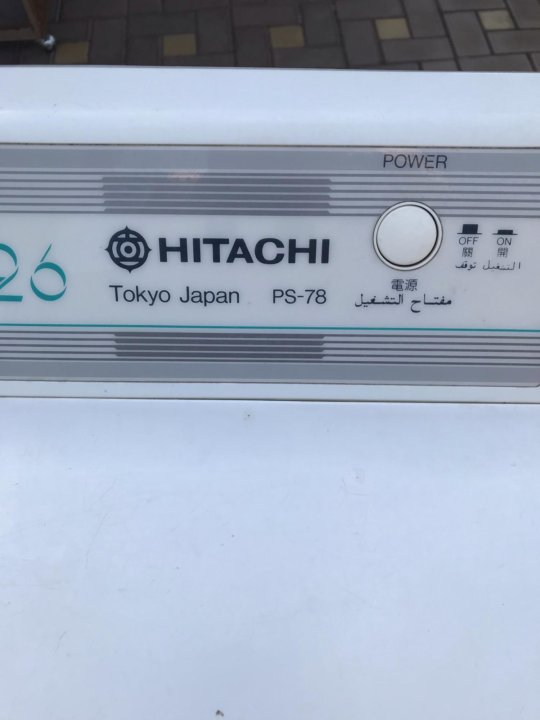 POWER
26
HITACHI
OFF ON
關 開
توقف التشغيل
Tokyo Japan PS-78
電源
مفتاح التشغيل